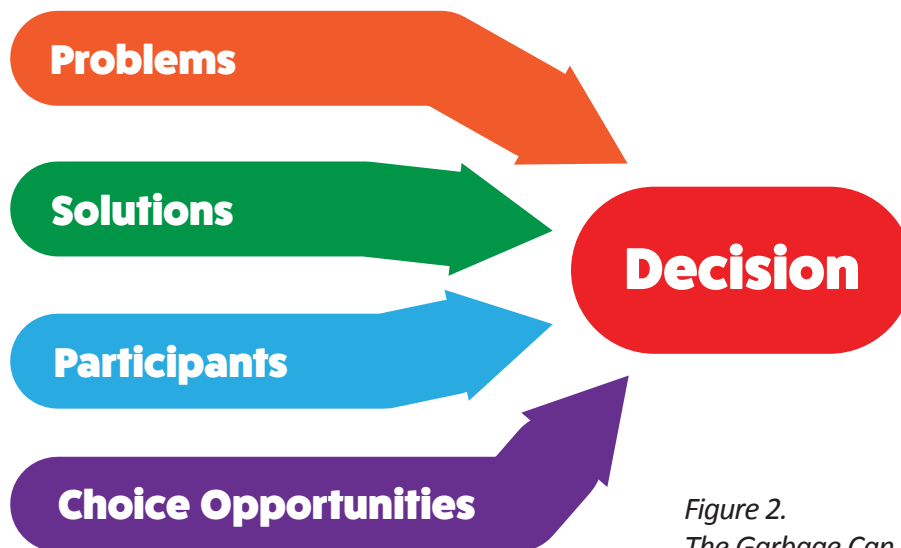 Problems
Solutions
Decision
Participants
Choice Opportunities
Figure 2.
The Garbage Can